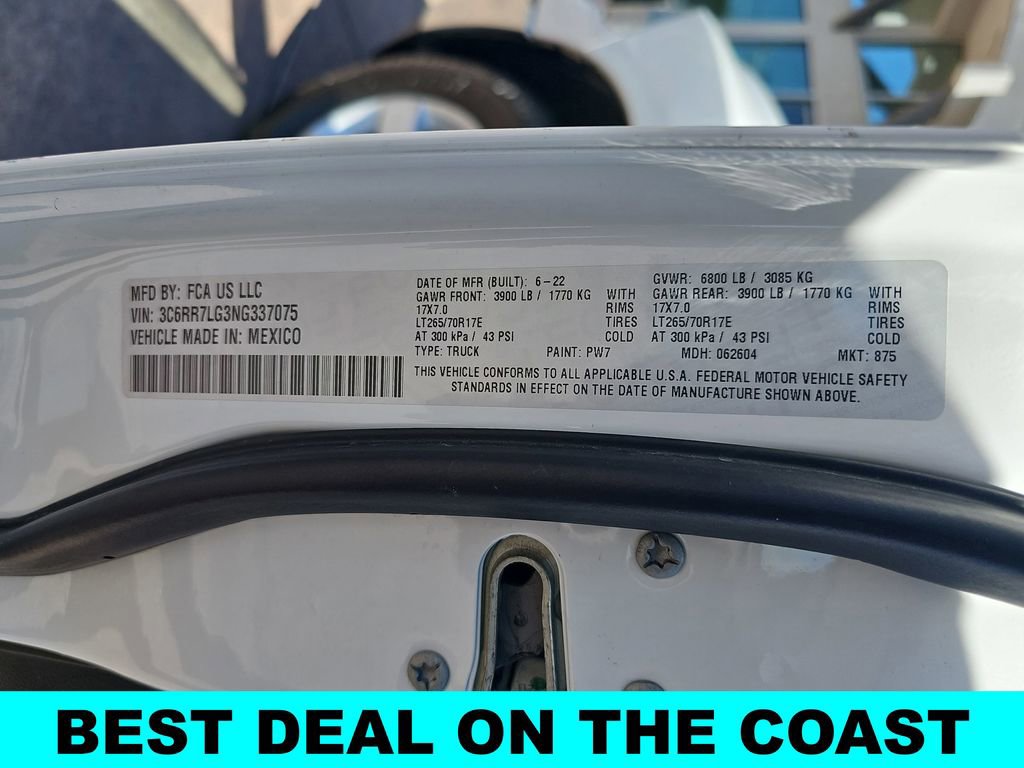 MFD BY: FCA US LLC
VIN: 3C6RR7LG3NG337075
VEHICLE MADE IN: MEXICO
DATE OF MFR (BUILT): 6-22
GAWR FRONT: 3900 LB / 1770 KG WITH
17X7.0 RIMS
LT265/70R17E TIRES
AT 300 kPa / 43 PSI COLD
GVWR: 6800 LB / 3085 KG
GAWR REAR: 3900 LB / 1770 KG WITH
17X7.0 RIMS
LT265/70R17E TIRES
AT 300 kPa / 43 PSI COLD
TYPE: TRUCK PAINT: PW7 MDH: 062604 MKT: 875
THIS VEHICLE CONFORMS TO ALL APPLICABLE U.S.A. FEDERAL MOTOR VEHICLE SAFETY
STANDARDS IN EFFECT ON THE DATE OF MANUFACTURE SHOWN ABOVE.
BEST DEAL ON THE COAST